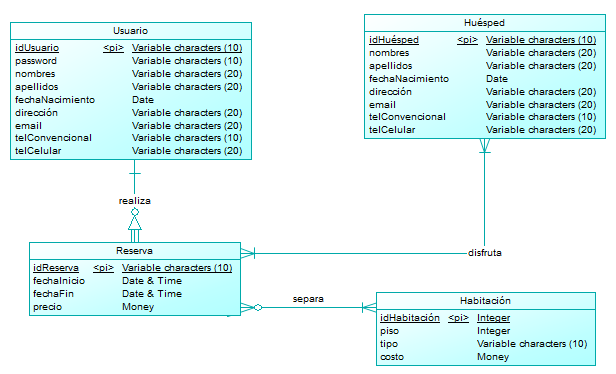 Usuario
idUsuario <pi> Variable characters (10)
password Variable characters (10)
nombres Variable characters (20)
apellidos Variable characters (20)
fechaNacimiento Date
dirección Variable characters (20)
email Variable characters (20)
telConvencional Variable characters (10)
telCelular Variable characters (20)
Huésped
idHuésped <pi> Variable characters (10)
nombres Variable characters (20)
apellidos Variable characters (20)
fechaNacimiento Date
dirección Variable characters (20)
email Variable characters (20)
telConvencional Variable characters (10)
telCelular Variable characters (20)
realiza
disfruta
Reserva
idReserva <pi> Variable characters (10)
fechaInicio Date & Time
fechaFin Date & Time
precio Money
separa
Habitación
idHabitación <pi> Integer
piso Integer
tipo Variable characters (10)
costo Money